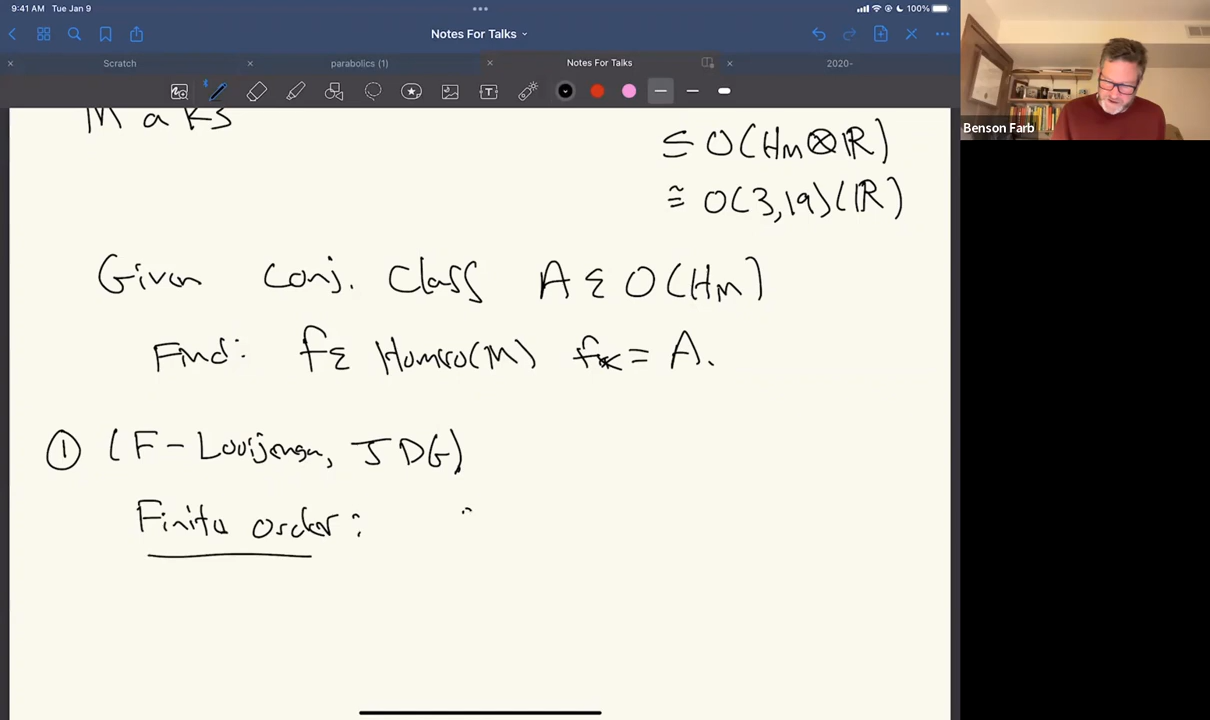 9:41 AM Tue Jan 9
100%
Notes For Talks
Scratch
parabolics (1)
Notes For Talks
2020-
Benson Farb
⊆ O(H_M ⊗ ℝ)
≅ O(3,19)(ℝ)
Given conj. class A ∈ O(H_M)
Find: f ∈ Homeo(M) f_* = A.
① (F-Looijenga, JDG)
Finite order: